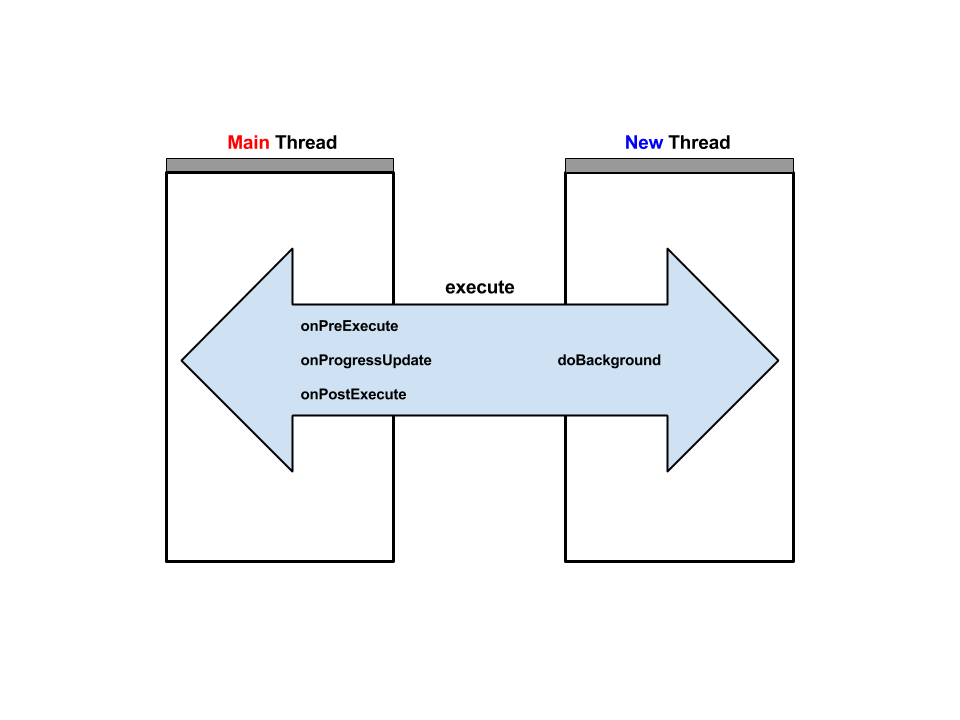 Main Thread
New Thread
execute
onPreExecute
onProgressUpdate
doBackground
onPostExecute